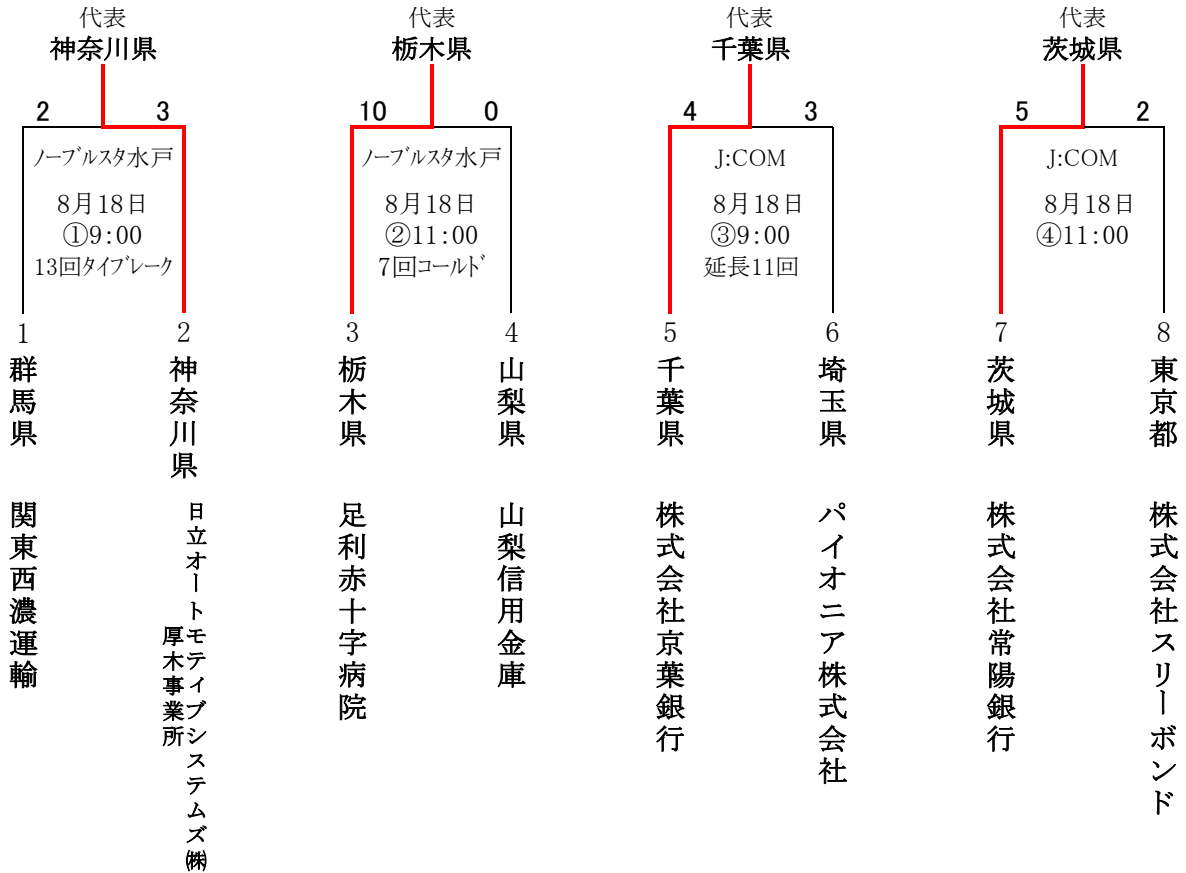 代表
神奈川県
2 3
ノーブルスタ水戸
8月18日
①9:00
13回タイブレーク
1
群馬県
関東西濃運輸
2
神奈川県
日立オートモテイブシステムズ㈱
厚木事業所
代表
栃木県
10 0
ノーブルスタ水戸
8月18日
②11:00
7回コールド
3
栃木県
足利赤十字病院
4
山梨県
山梨信用金庫
代表
千葉県
4 3
J:COM
8月18日
③9:00
延長11回
5
千葉県
株式会社京葉銀行
6
埼玉県
パイオニア株式会社
代表
茨城県
5 2
J:COM
8月18日
④11:00
7
茨城県
株式会社常陽銀行
8
東京都
株式会社スリーボンド